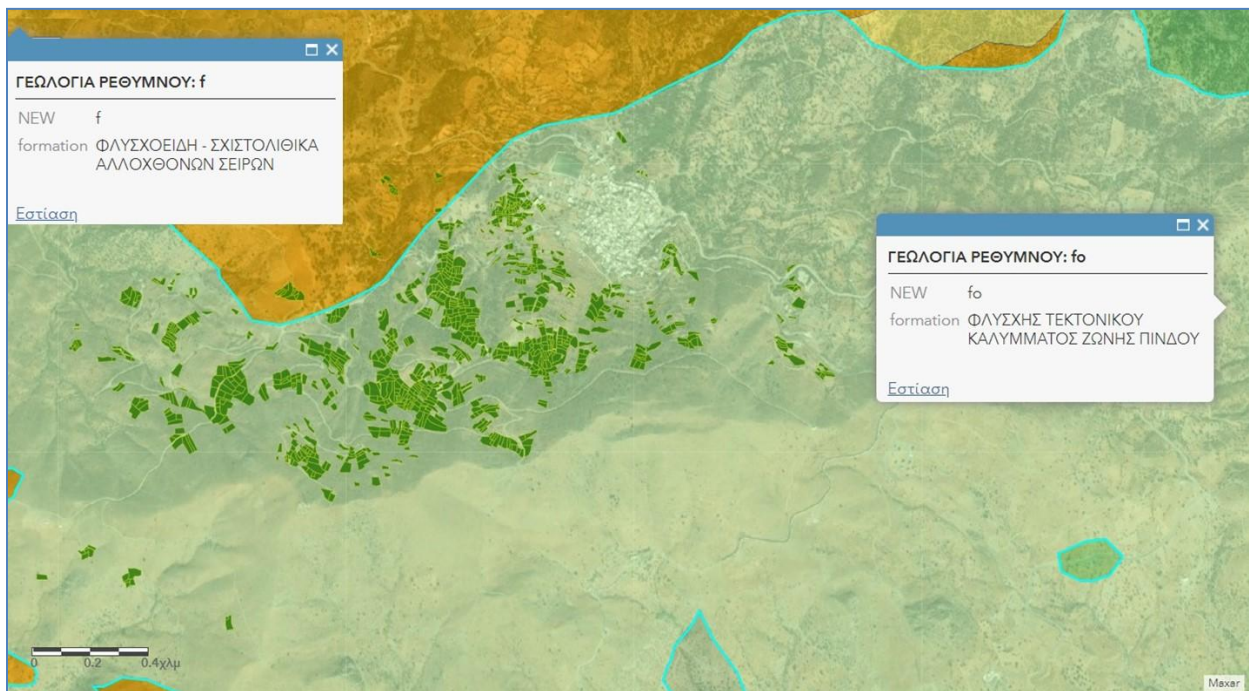 ΓΕΩΛΟΓΙΑ ΡΕΘΥΜΝΟΥ: f
NEW f
formation ΦΛΥΣΧΟΕΙΔΗ - ΣΧΙΣΤΟΛΙΘΙΚΑ
ΑΛΛΟΧΘΟΝΩΝ ΣΕΙΡΩΝ
Εστίαση
ΓΕΩΛΟΓΙΑ ΡΕΘΥΜΝΟΥ: fo
NEW fo
formation ΦΛΥΣΧΗΣ ΤΕΚΤΟΝΙΚΟΥ
ΚΑΛΥΜΜΑΤΟΣ ΖΩΝΗΣ ΠΙΝΔΟΥ
Εστίαση
0 0.2 0.4χλμ
Maxar